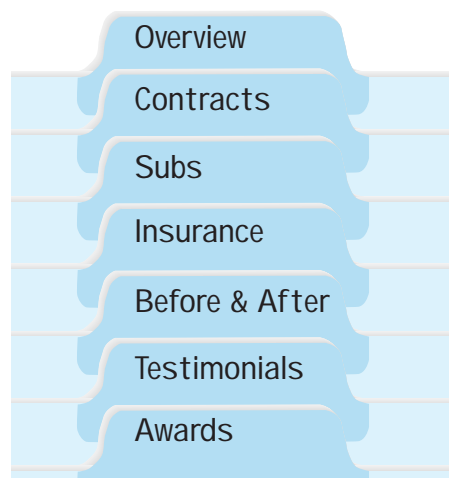 Overview
Contracts
Subs
Insurance
Before & After
Testimonials
Awards